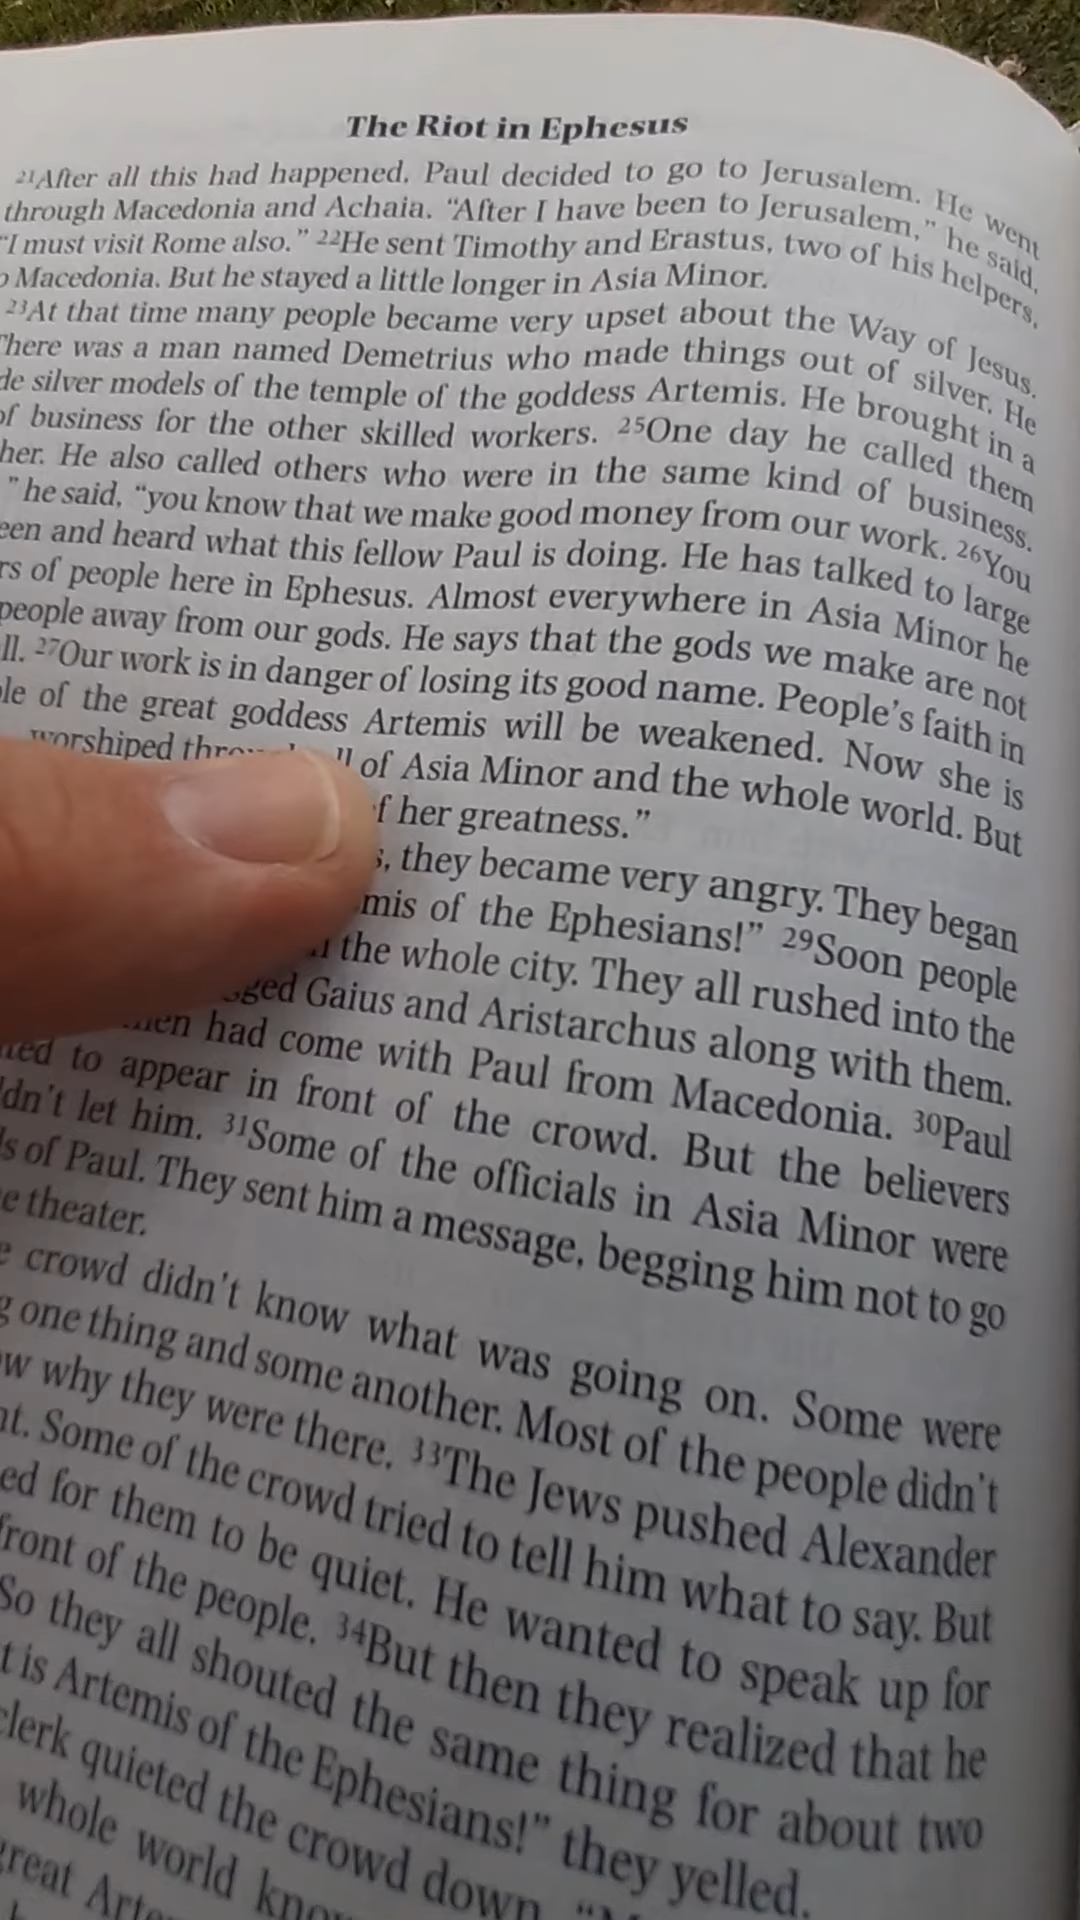 The Riot in Ephesus
21After all this had happened, Paul decided to go to Jerusalem. He went
through Macedonia and Achaia. “After I have been to Jerusalem,” he said,
“I must visit Rome also.” 22He sent Timothy and Erastus, two of his helpers,
Macedonia. But he stayed a little longer in Asia Minor.
23At that time many people became very upset about the Way of Jesus.
There was a man named Demetrius who made things out of silver. He
silver models of the temple of the goddess Artemis. He brought in a
of business for the other skilled workers. 25One day he called them
He also called others who were in the same kind of business.
” he said, “you know that we make good money from our work. 26You
and heard what this fellow Paul is doing. He has talked to large
of people here in Ephesus. Almost everywhere in Asia Minor he
people away from our gods. He says that the gods we make are not
27Our work is in danger of losing its good name. People’s faith in
of the great goddess Artemis will be weakened. Now she is
worshiped of Asia Minor and the whole world. But
her greatness.”
they became very angry. They began
of the Ephesians!” 29Soon people
the whole city. They all rushed into the
Gaius and Aristarchus along with them.
had come with Paul from Macedonia. 30Paul
to appear in front of the crowd. But the believers
let him. 31Some of the officials in Asia Minor were
of Paul. They sent him a message, begging him not to go
theater.
crowd didn’t know what was going on. Some were
one thing and some another. Most of the people didn’t
why they were there. 33The Jews pushed Alexander
Some of the crowd tried to tell him what to say. But
for them to be quiet. He wanted to speak up for
front of the people. 34But then they realized that he
So they all shouted the same thing for about two
is Artemis of the Ephesians!” they yelled.
clerk quieted the crowd down.
whole world
great